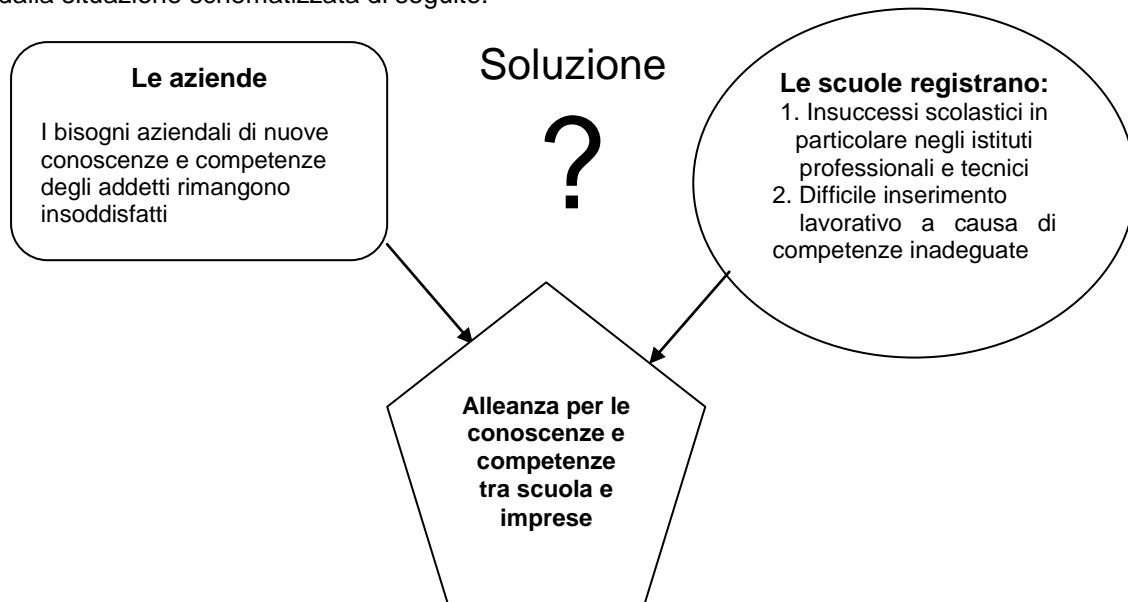 dalla situazione schematizzata di seguito.
Le aziende
I bisogni aziendali di nuove
conoscenze e competenze
degli addetti rimangono
insoddisfatti
Soluzione
?
Le scuole registrano:
1. Insuccessi scolastici in
particolare negli istituti
professionali e tecnici
2. Difficile inserimento
lavorativo a causa di
competenze inadeguate
Alleanza per le
conoscenze e
competenze
tra scuola e
imprese